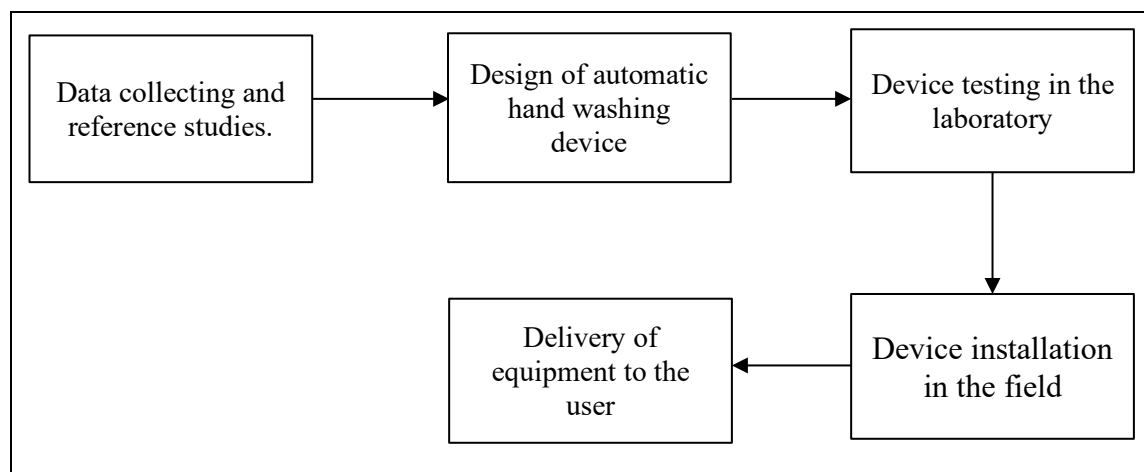 Data collecting and
reference studies.
Design of automatic
hand washing
device
Device testing in the
laboratory
Device installation
in the field
Delivery of
equipment to the
user